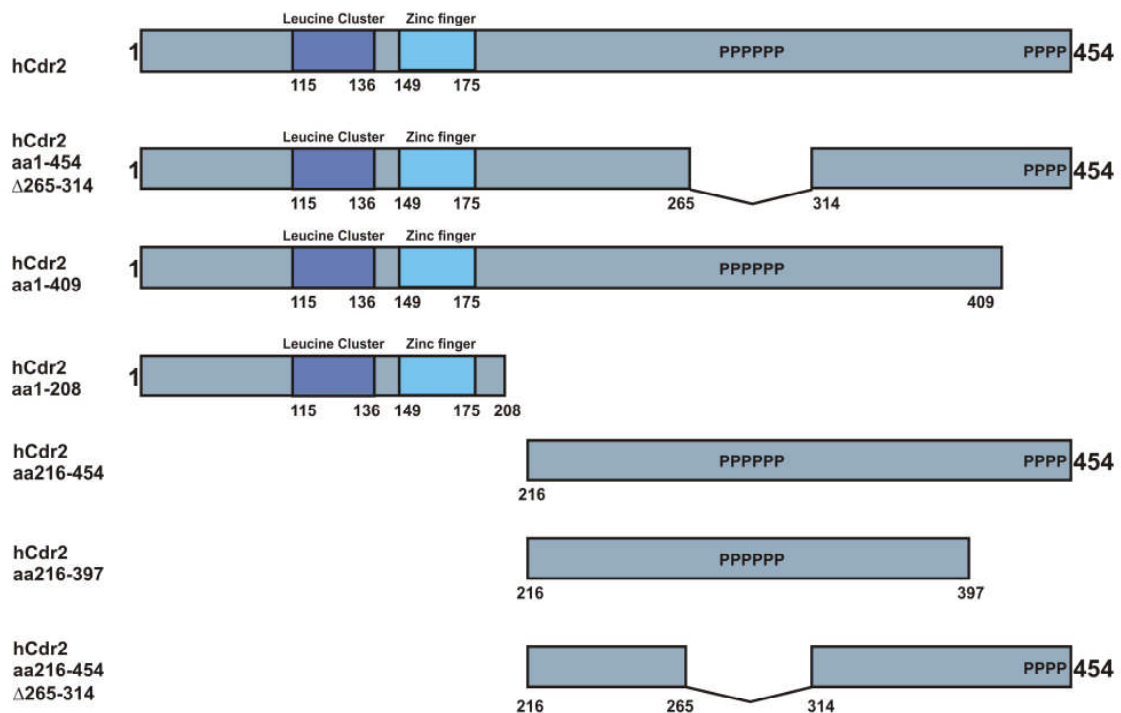 Leucine Cluster Zinc finger
hCdr2 1 PPPPPP PPPP 454
115 136 149 175
hCdr2
aa1-454
Δ265-314
Leucine Cluster Zinc finger
1 PPPP 454
115 136 149 175 265 314
hCdr2
aa1-409
Leucine Cluster Zinc finger
1 PPPPPP
115 136 149 175 409
hCdr2
aa1-208
Leucine Cluster Zinc finger
1
115 136 149 175 208
hCdr2
aa216-454
PPPPPP PPPP 454
216
hCdr2
aa216-397
PPPPPP
216 397
hCdr2
aa216-454
Δ265-314
PPPP 454
216 265 314